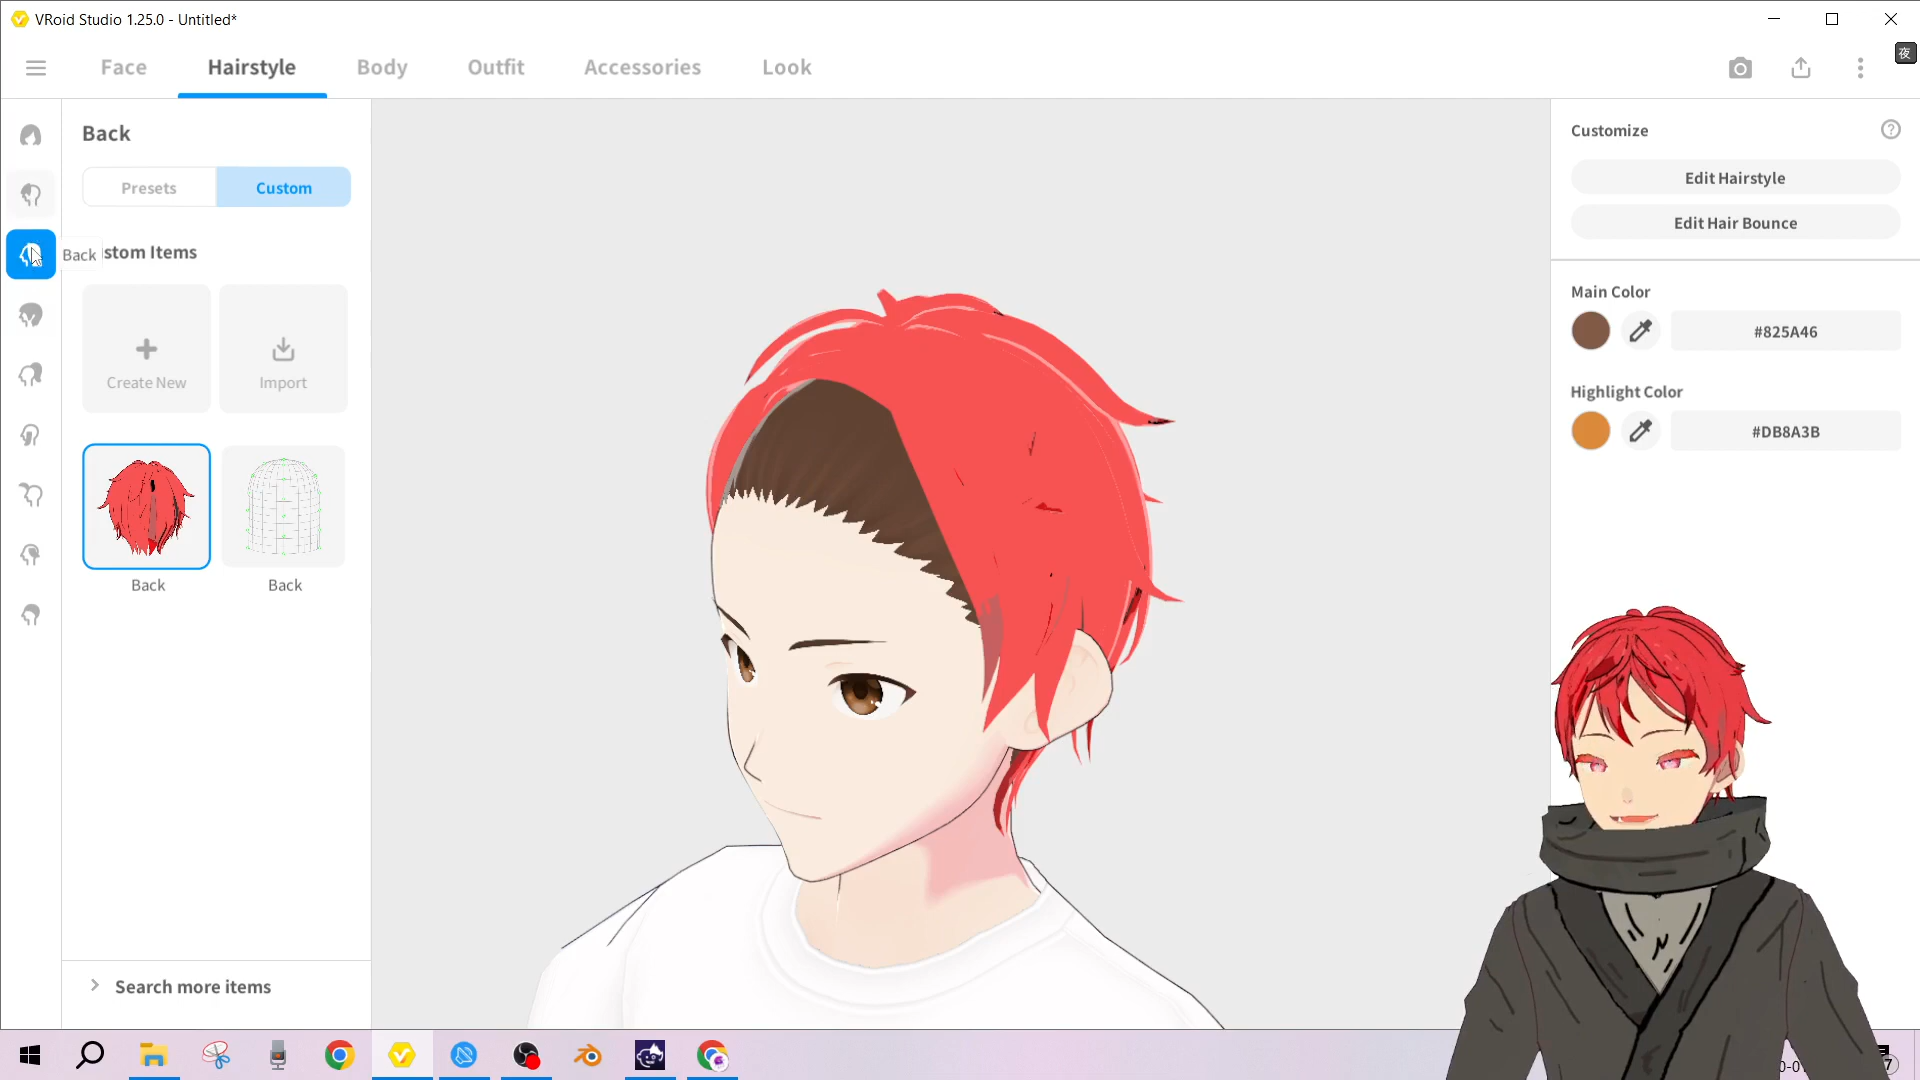 VRoid Studio 1.25.0 - Untitled*
夜
Face
Hairstyle
Body
Outfit
Accessories
Look
Back
Presets
Custom
Back
stom Items
Create New
Import
Back
Back
Search more items
Customize
Edit Hairstyle
Edit Hair Bounce
Main Color
#825A46
Highlight Color
#DB8A3B